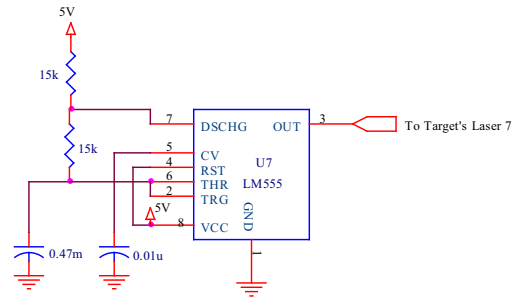 5V
15k
15k
7 DSCHG OUT 3 To Target's Laser 7
5 CV
4 RST U7
6 THR LM555
2 TRG
5V
8 VCC GND
1
0.47m 0.01u